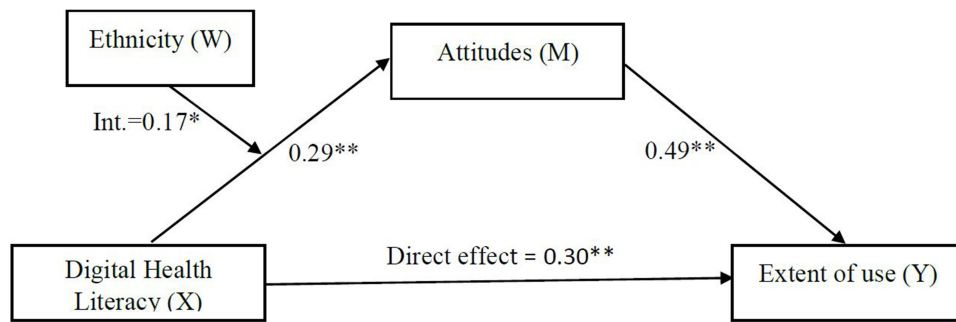 Ethnicity (W)
Attitudes (M)
Int.=0.17*
0.29**
0.49**
Direct effect = 0.30**
Digital Health
Literacy (X)
Extent of use (Y)